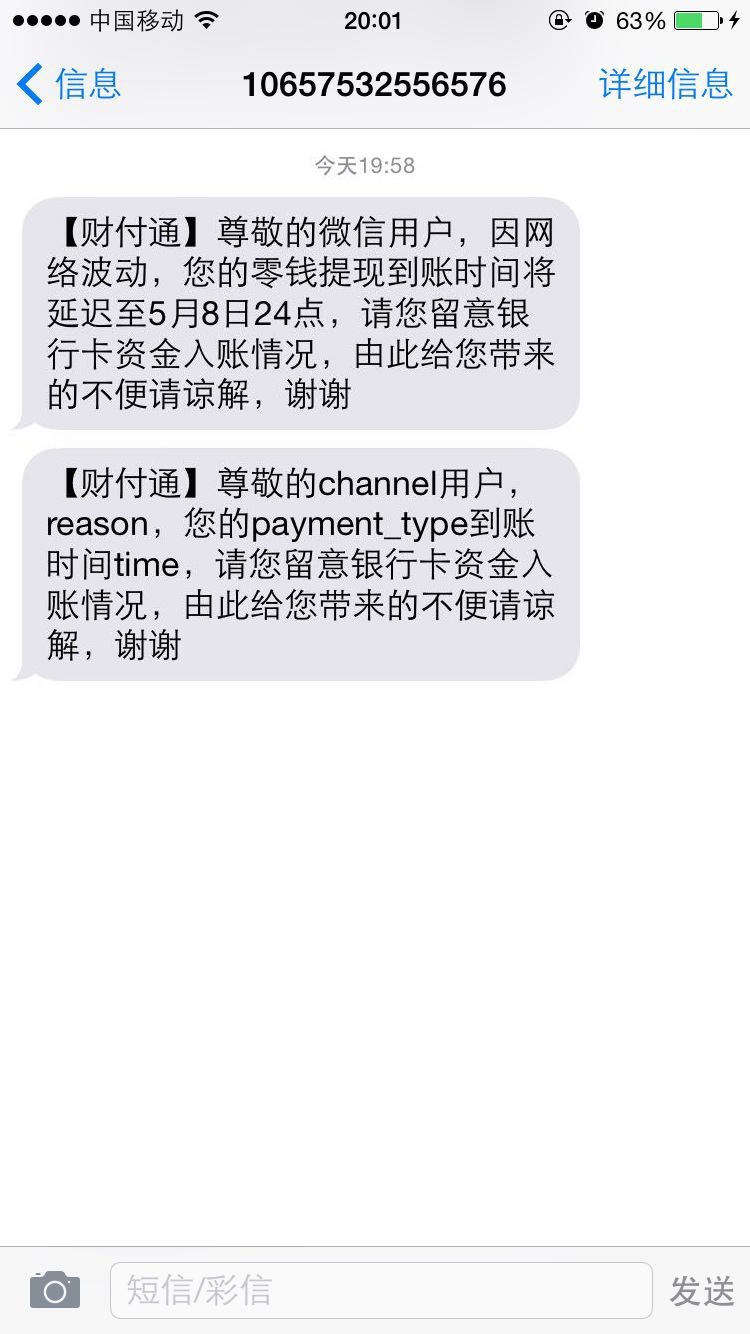 中国移动 20:01 63%
信息 10657532556576 详细信息
今天19:58
【财付通】尊敬的微信用户，因网
络波动，您的零钱提现到账时间将
延迟至5月8日24点，请您留意银
行卡资金入账情况，由此给您带来
的不便请谅解，谢谢
【财付通】尊敬的channel用户，
reason，您的payment_type到账
时间time，请您留意银行卡资金入
账情况，由此给您带来的不便请谅
解，谢谢
短信/彩信 发送